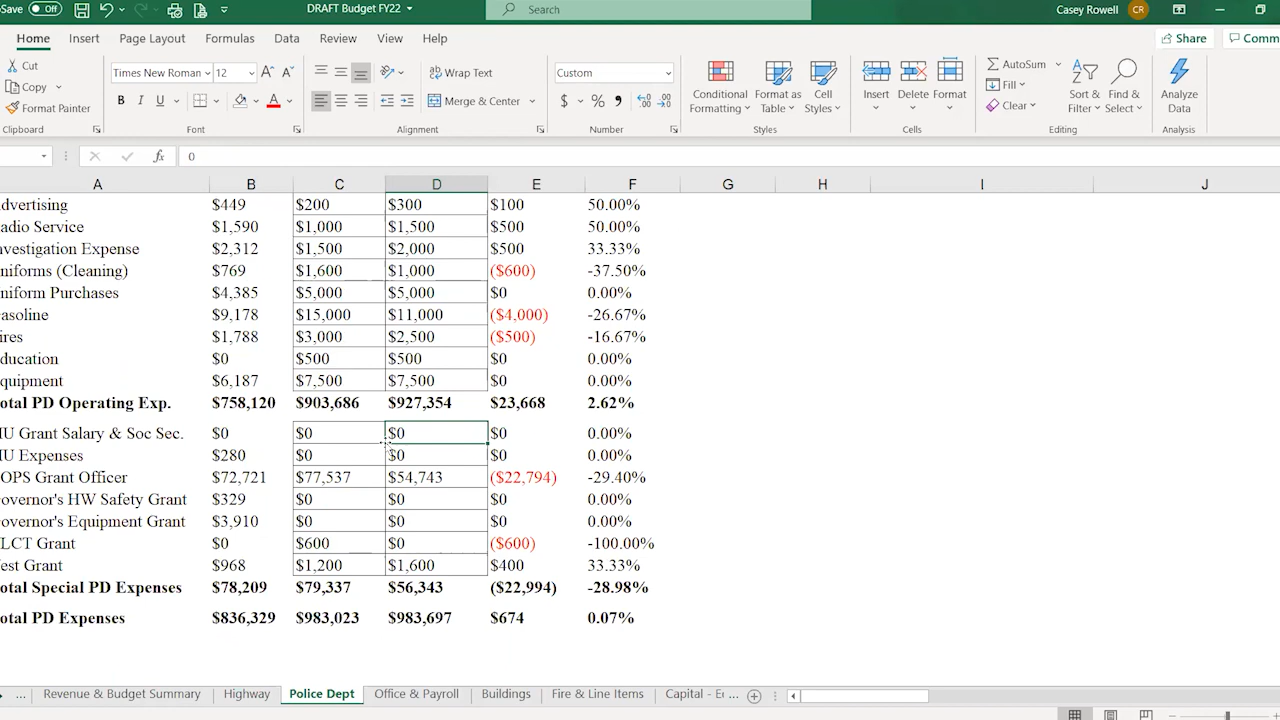 Save Off DRAFT Budget FY22 Search Casey Rowell CR
Home Insert Page Layout Formulas Data Review View Help Share Comm
Cut Times New Roman 12 A A Wrap Text Custom AutoSum
Copy Fill
Format Painter B I U A Merge & Center $ % Conditional Formatting Format as Table Cell Styles Insert Delete Format Clear Sort & Filter Find & Select Analyze Data
Clipboard Font Alignment Number Styles Cells Editing Analysis
fx 0
A B C D E F G H I J
dvertising $449 $200 $300 $100 50.00%
adio Service $1,590 $1,000 $1,500 $500 50.00%
nvestigation Expense $2,312 $1,500 $2,000 $500 33.33%
niforms (Cleaning) $769 $1,600 $1,000 ($600) -37.50%
niform Purchases $4,385 $5,000 $5,000 $0 0.00%
asoline $9,178 $15,000 $11,000 ($4,000) -26.67%
ires $1,788 $3,000 $2,500 ($500) -16.67%
ducation $0 $500 $500 $0 0.00%
quipment $6,187 $7,500 $7,500 $0 0.00%
otal PD Operating Exp. $758,120 $903,686 $927,354 $23,668 2.62%
IU Grant Salary & Soc Sec. $0 $0 $0 $0 0.00%
IU Expenses $280 $0 $0 $0 0.00%
OPS Grant Officer $72,721 $77,537 $54,743 ($22,794) -29.40%
overnor's HW Safety Grant $329 $0 $0 $0 0.00%
overnor's Equipment Grant $3,910 $0 $0 $0 0.00%
LCT Grant $0 $600 $0 ($600) -100.00%
est Grant $968 $1,200 $1,600 $400 33.33%
otal Special PD Expenses $78,209 $79,337 $56,343 ($22,994) -28.98%
otal PD Expenses $836,329 $983,023 $983,697 $674 0.07%
... Revenue & Budget Summary Highway Police Dept Office & Payroll Buildings Fire & Line Items Capital - Ec ...